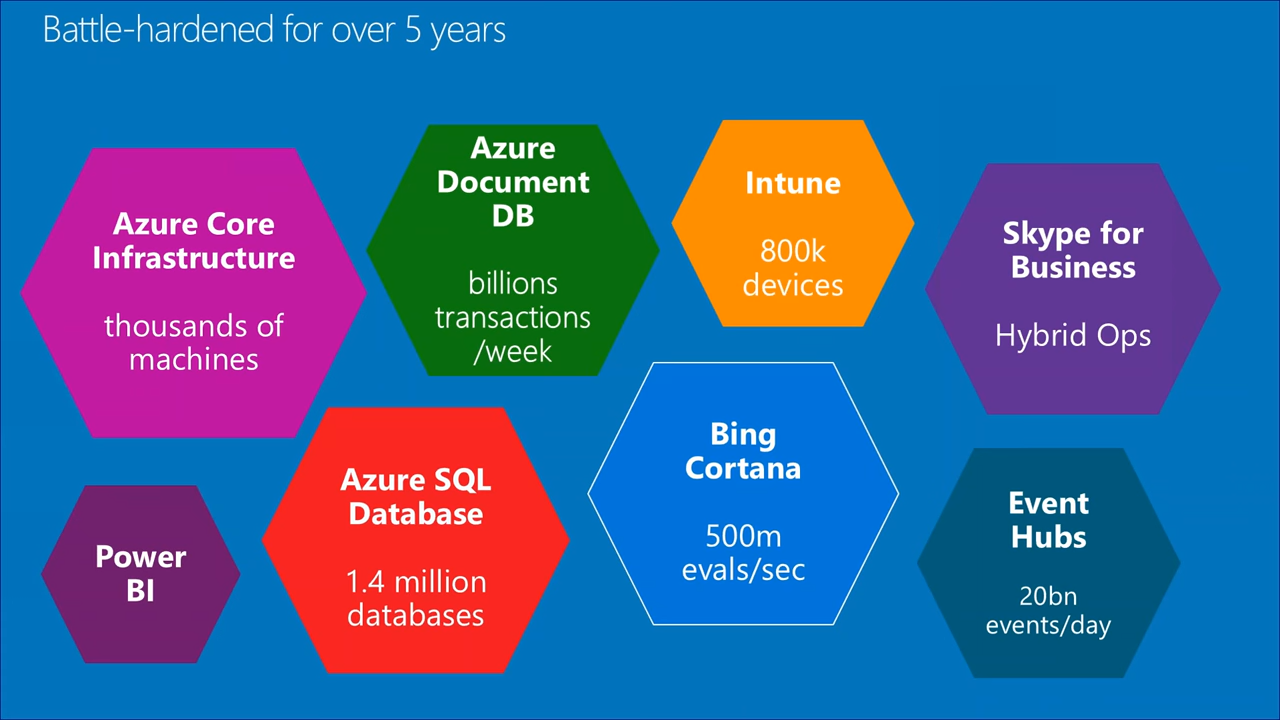 Battle-hardened for over 5 years
Azure Core
Infrastructure
thousands of
machines
Azure
Document
DB
billions
transactions
/week
Intune
800k
devices
Skype for
Business
Hybrid Ops
Power
BI
Azure SQL
Database
1.4 million
databases
Bing
Cortana
500m
evals/sec
Event
Hubs
20bn
events/day